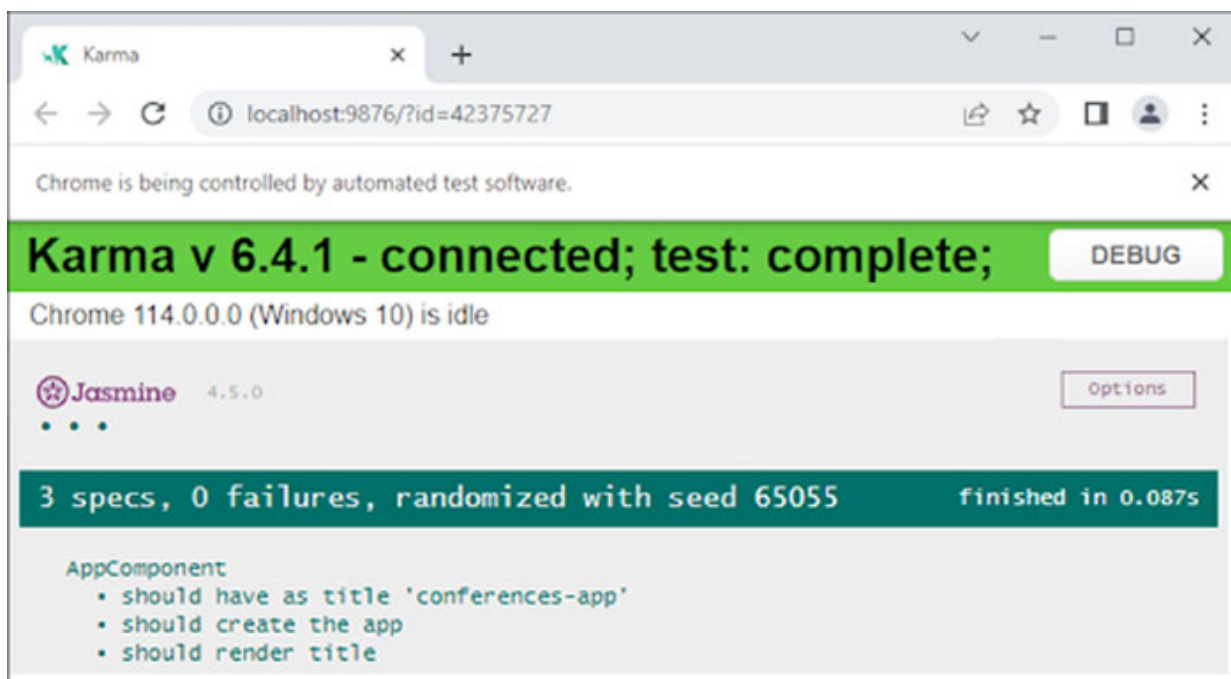 Karma
localhost:9876/?id=42375727
Chrome is being controlled by automated test software.
Karma v 6.4.1 - connected; test: complete; DEBUG
Chrome 114.0.0.0 (Windows 10) is idle
Jasmine 4.5.0 Options
• • •
3 specs, 0 failures, randomized with seed 65055 finished in 0.087s
AppComponent
• should have as title 'conferences-app'
• should create the app
• should render title